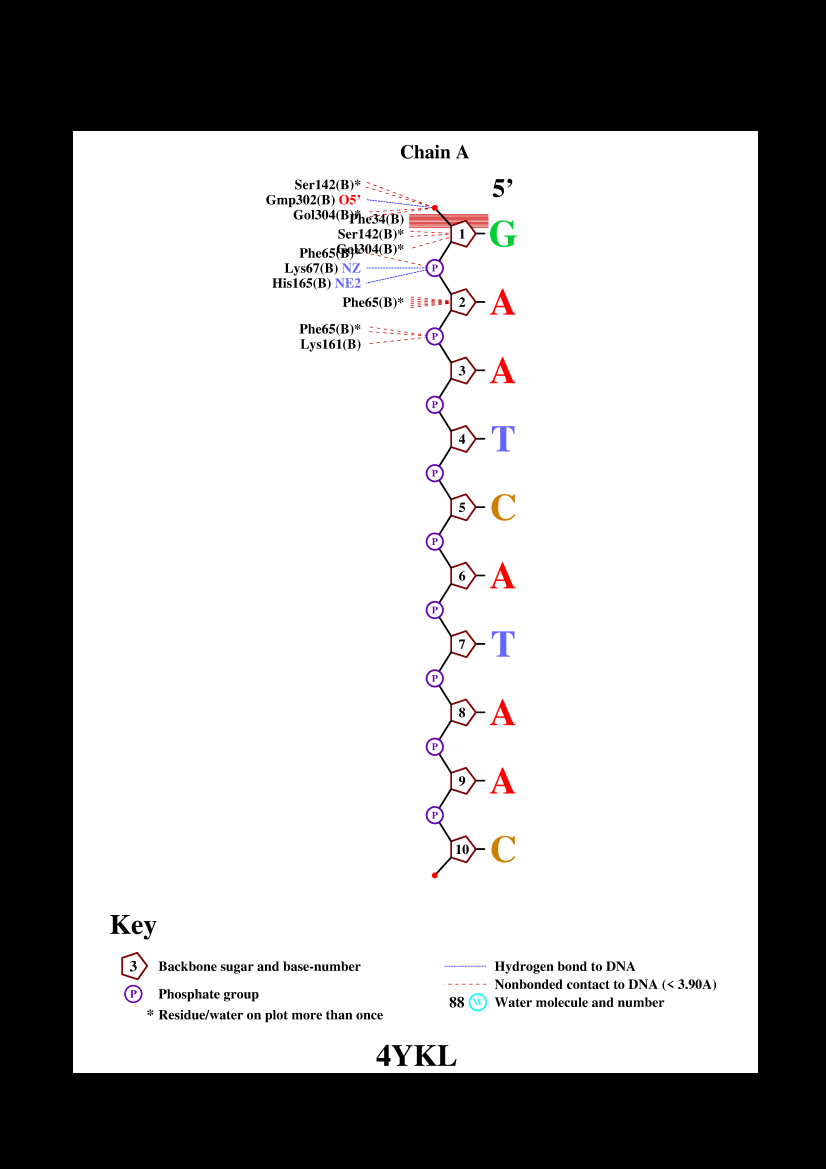 Chain A
5’
Ser142(B)*
Gmp302(B) O5’
Gol304(B)*
Phe34(B)
Ser142(B)*
Gol304(B)*
1 G
Phe65(B)*
Lys67(B) NZ
His165(B) NE2
P
Phe65(B)*
2 A
Phe65(B)*
Lys161(B)
P
3 A
P
4 T
P
5 C
P
6 A
P
7 T
P
8 A
P
9 A
P
10 C
Key
3 Backbone sugar and base-number
P Phosphate group
* Residue/water on plot more than once
Hydrogen bond to DNA
Nonbonded contact to DNA (< 3.90A)
88 W Water molecule and number
4YKL